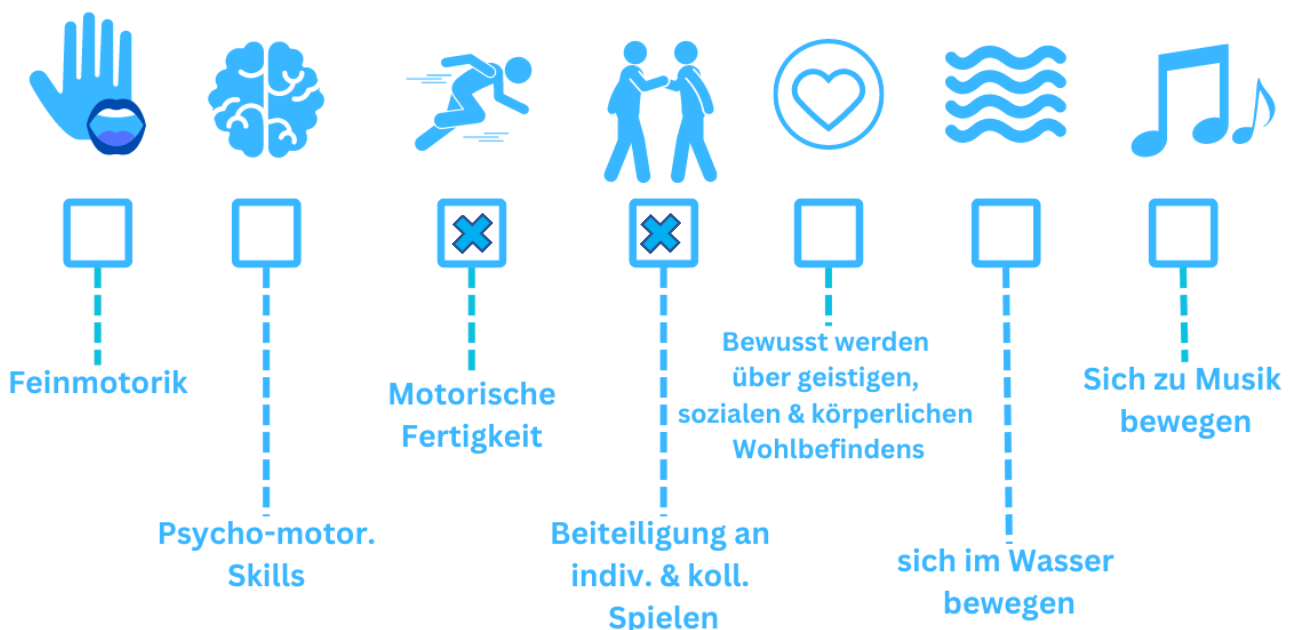 Feinmotorik
Psycho-motor.
Skills
Motorische
Fertigkeit
Beiteiligung an
indiv. & koll.
Spielen
Bewusst werden
über geistigen,
sozialen & körperlichen
Wohlbefindens
sich im Wasser
bewegen
Sich zu Musik
bewegen